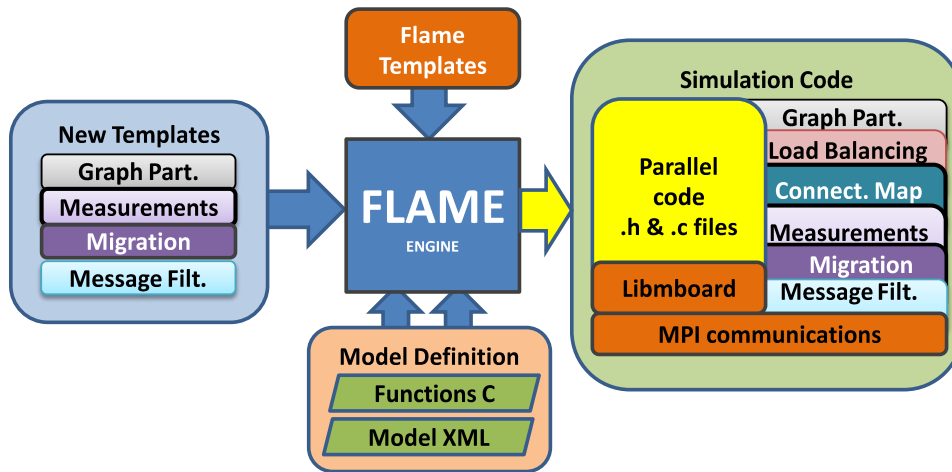 Flame
Templates
New Templates
Graph Part.
Measurements
Migration
Message Filt.
FLAME
ENGINE
Model Definition
Functions C
Model XML
Simulation Code
Parallel
code
.h & .c files
Libmboard
Graph Part.
Load Balancing
Connect. Map
Measurements
Migration
Message Filt.
MPI communications